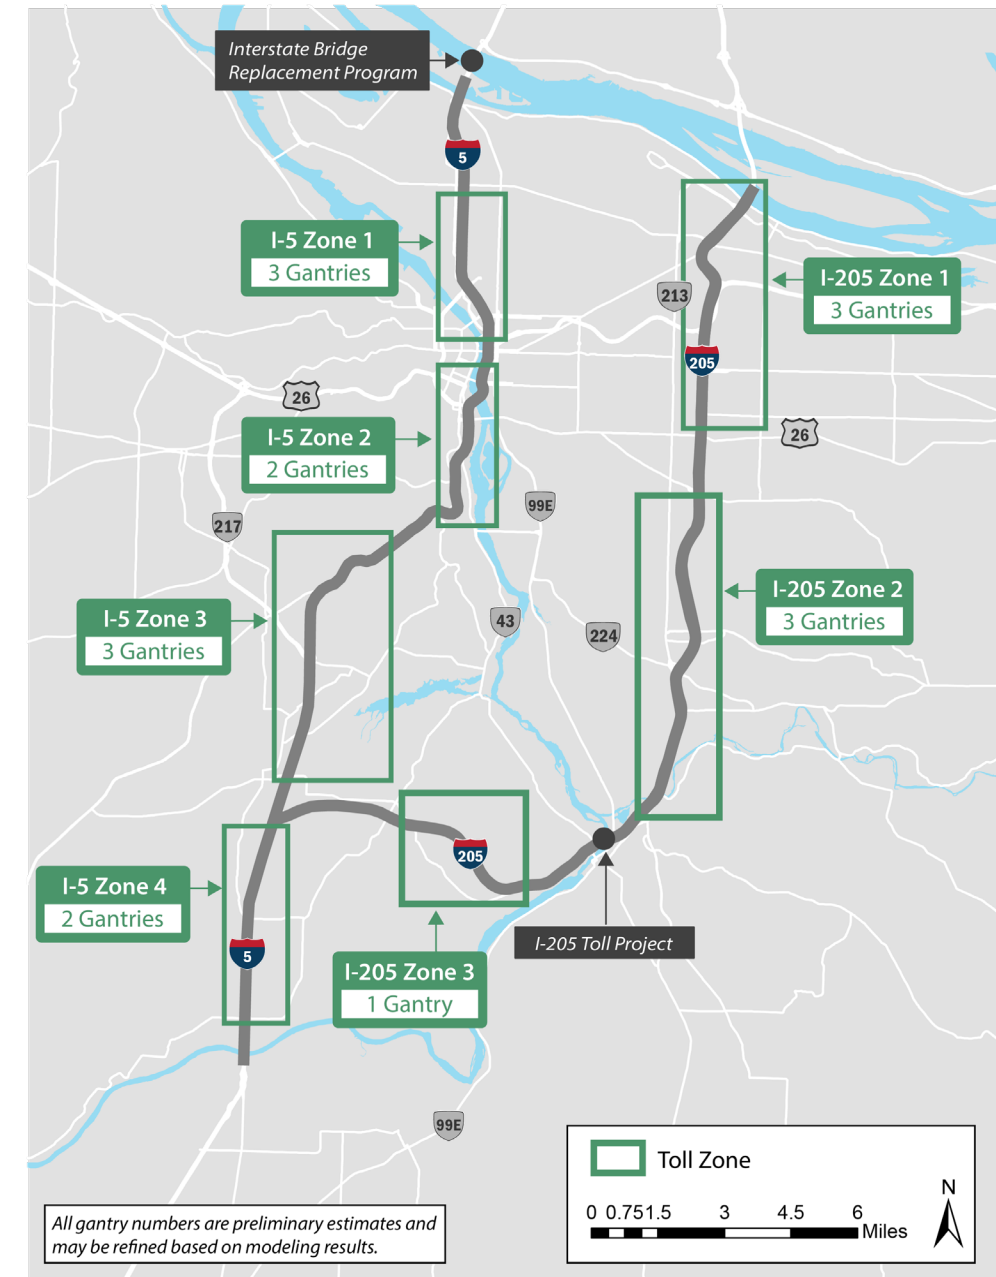 Interstate Bridge
Replacement Program
5
I-5 Zone 1
3 Gantries
I-205 Zone 1
3 Gantries
213
205
26
I-5 Zone 2
2 Gantries
26
99E
217
I-5 Zone 3
3 Gantries
43
224
I-205 Zone 2
3 Gantries
205
I-5 Zone 4
2 Gantries
5
I-205 Toll Project
I-205 Zone 3
1 Gantry
99E
Toll Zone
0 0.75 1.5 3 4.5 6
Miles
N
All gantry numbers are preliminary estimates and
may be refined based on modeling results.